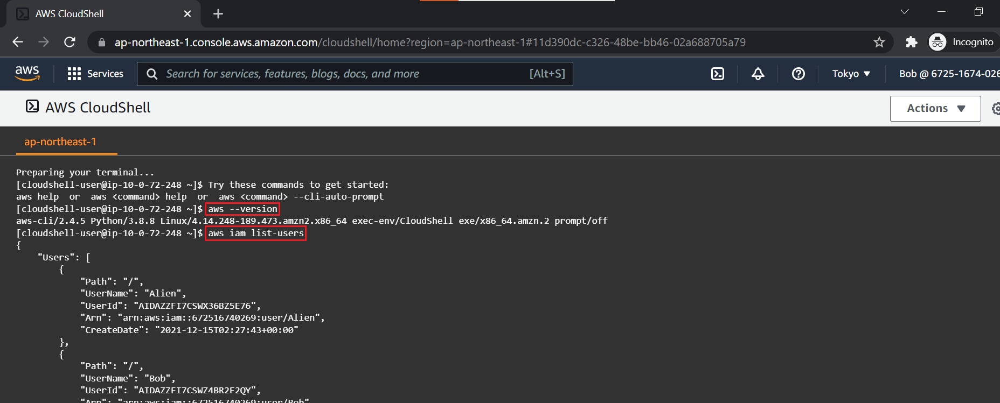 AWS CloudShell
ap-northeast-1.console.aws.amazon.com/cloudshell/home?region=ap-northeast-1#11d390dc-c326-48be-bb46-02a688705a79
Incognito
aws
Services
Search for services, features, blogs, docs, and more [Alt+S]
Tokyo
Bob @ 6725-1674-026
AWS CloudShell
Actions
ap-northeast-1
Preparing your terminal...
[cloudshell-user@ip-10-0-72-248 ~]$ Try these commands to get started:
aws help  or  aws <command> help  or  aws <command> --cli-auto-prompt
[cloudshell-user@ip-10-0-72-248 ~]$ aws --version
aws-cli/2.4.5 Python/3.8.8 Linux/4.14.248-189.473.amzn2.x86_64 exec-env/CloudShell exe/x86_64.amzn.2 prompt/off
[cloudshell-user@ip-10-0-72-248 ~]$ aws iam list-users
{
    "Users": [
        {
            "Path": "/",
            "UserName": "Alien",
            "UserId": "AIDAZZFI7CSWX36BZ5E76",
            "Arn": "arn:aws:iam::672516740269:user/Alien",
            "CreateDate": "2021-12-15T02:27:43+00:00"
        },
        {
            "Path": "/",
            "UserName": "Bob",
            "UserId": "AIDAZZFI7CSWZ4BR2F2QY",
            "Arn": "arn:aws:iam::672516740269:user/Bob"